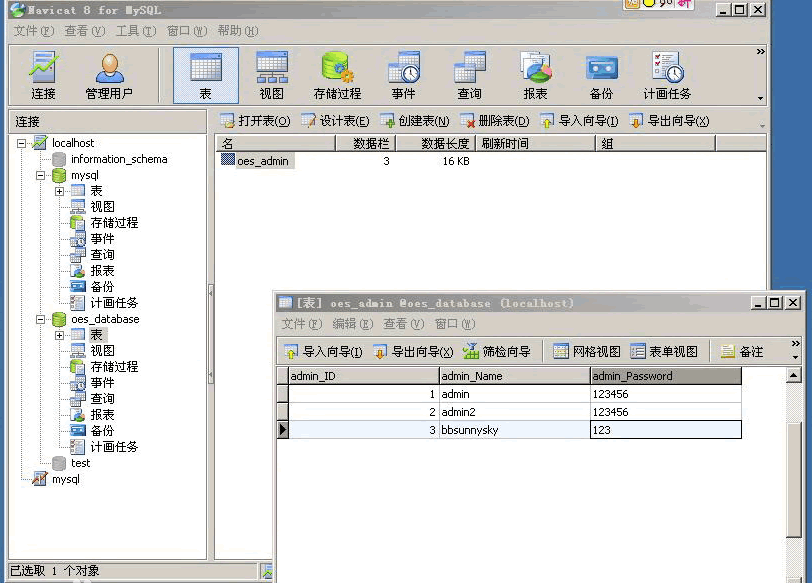 Navicat 8 for MySQL
文件(F) 查看(V) 工具(T) 窗口(W) 帮助(H)
连接 管理用户 表 视图 存储过程 事件 查询 报表 备份 计画任务
连接
打开表(O) 设计表(E) 创建表(N) 删除表(D) 导入向导(I) 导出向导(X)
名 数据栏 数据长度 刷新时间 组
oes_admin 3 16 KB
localhost
information_schema
mysql
表
视图
存储过程
事件
查询
报表
备份
计画任务
oes_database
表
视图
存储过程
事件
查询
报表
备份
计画任务
test
mysql
[表] oes_admin @oes_database (localhost)
文件(F) 编辑(E) 查看(V) 窗口(W)
导入向导(I) 导出向导(X) 筛检向导 网格视图 表单视图 备注
admin_ID admin_Name admin_Password
1 admin 123456
2 admin2 123456
3 bbsunnysky 123
已选取 1 个对象